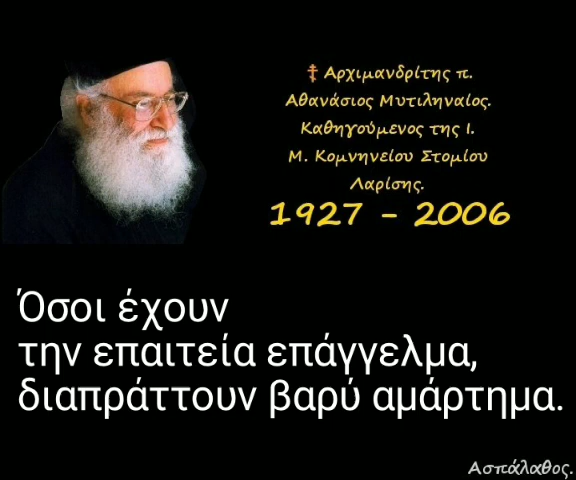 ☦ Αρχιμανδρίτης π.
Αθανάσιος Μυτιληναίος.
Καθηγούμενος της Ι.
Μ. Κομνηνείου Στομίου
Λαρίσης.
1927 - 2006
Όσοι έχουν
την επαιτεία επάγγελμα,
διαπράττουν βαρύ αμάρτημα.
Ασπάλαθος.